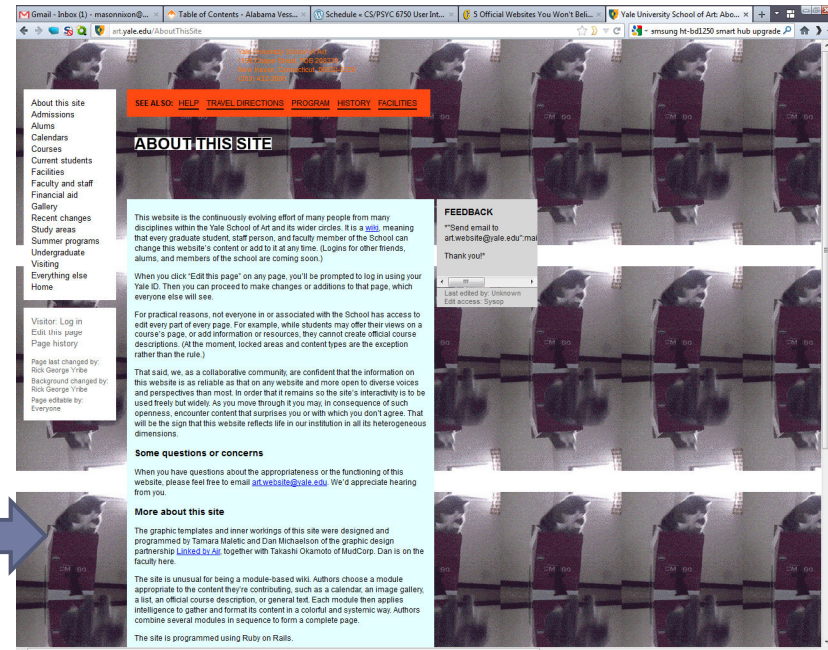 Gmail - Inbox (1) - masonnixon@...
Table of Contents - Alabama Vess...
Schedule « CS/PSYC 6750 User Int...
5 Official Websites You Won't Beli...
Yale University School of Art: Abo...
art.yale.edu/AboutThisSite
smsung ht-bd1250 smart hub upgrade
SEE ALSO: HELP TRAVEL DIRECTIONS PROGRAM HISTORY FACILITIES
About this site
Admissions
Alums
Calendars
Courses
Current students
Facilities
Faculty and staff
Financial aid
Gallery
Recent changes
Study areas
Summer programs
Undergraduate
Visiting
Everything else
Home
Visitor: Log in
Edit this page
Page history
Page last changed by:
Rick George Yribe
Background changed by:
Rick George Yribe
Page editable by:
Everyone
ABOUT THIS SITE
This website is the continuously evolving effort of many people from many
disciplines within the Yale School of Art and its wider circles. It is a wiki, meaning
that every graduate student, staff person, and faculty member of the School can
change this website's content or add to it at any time. (Logins for other friends,
alums, and members of the school are coming soon.)
When you click "Edit this page" on any page, you'll be prompted to log in using your
Yale ID. Then you can proceed to make changes or additions to that page, which
everyone else will see.
For practical reasons, not everyone in or associated with the School has access to
edit every part of every page. For example, while students may offer their views on a
course's page, or add information or resources, they cannot create official course
descriptions. (At the moment, locked areas and content types are the exception
rather than the rule.)
That said, we, as a collaborative community, are confident that the information on
this website is as reliable as that on any website and more open to diverse voices
and perspectives than most. In order that it remains so the site's interactivity is to be
used freely but widely. As you move through it you may, in consequence of such
openness, encounter content that surprises you or with which you don't agree. That
will be the sign that this website reflects life in our institution in all its heterogeneous
dimensions.
Some questions or concerns
When you have questions about the appropriateness or the functioning of this
website, please feel free to email art.website@yale.edu. We'd appreciate hearing
from you.
More about this site
The graphic templates and inner workings of this site were designed and
programmed by Tamara Maletic and Dan Michaelson of the graphic design
partnership Linked by Air, together with Takashi Okamoto of MudCorp. Dan is on the
faculty here.
The site is unusual for being a module-based wiki. Authors choose a module
appropriate to the content they're contributing, such as a calendar, an image gallery,
a list, an official course description, or general text. Each module then applies
intelligence to gather and format its content in a colorful and systemic way. Authors
combine several modules in sequence to form a complete page.
The site is programmed using Ruby on Rails.
FEEDBACK
*"Send email to
art.website@yale.edu":mai
Thank you!*
Last edited by: Unknown
Edit access: Sysop